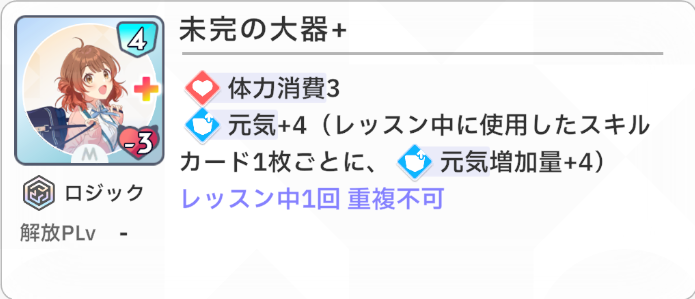 未完の大器+
4
-3
M
体力消費3
元気+4（レッスン中に使用したスキル
カード1枚ごとに、 元気増加量+4）
レッスン中1回 重複不可
ロジック
解放PLv -